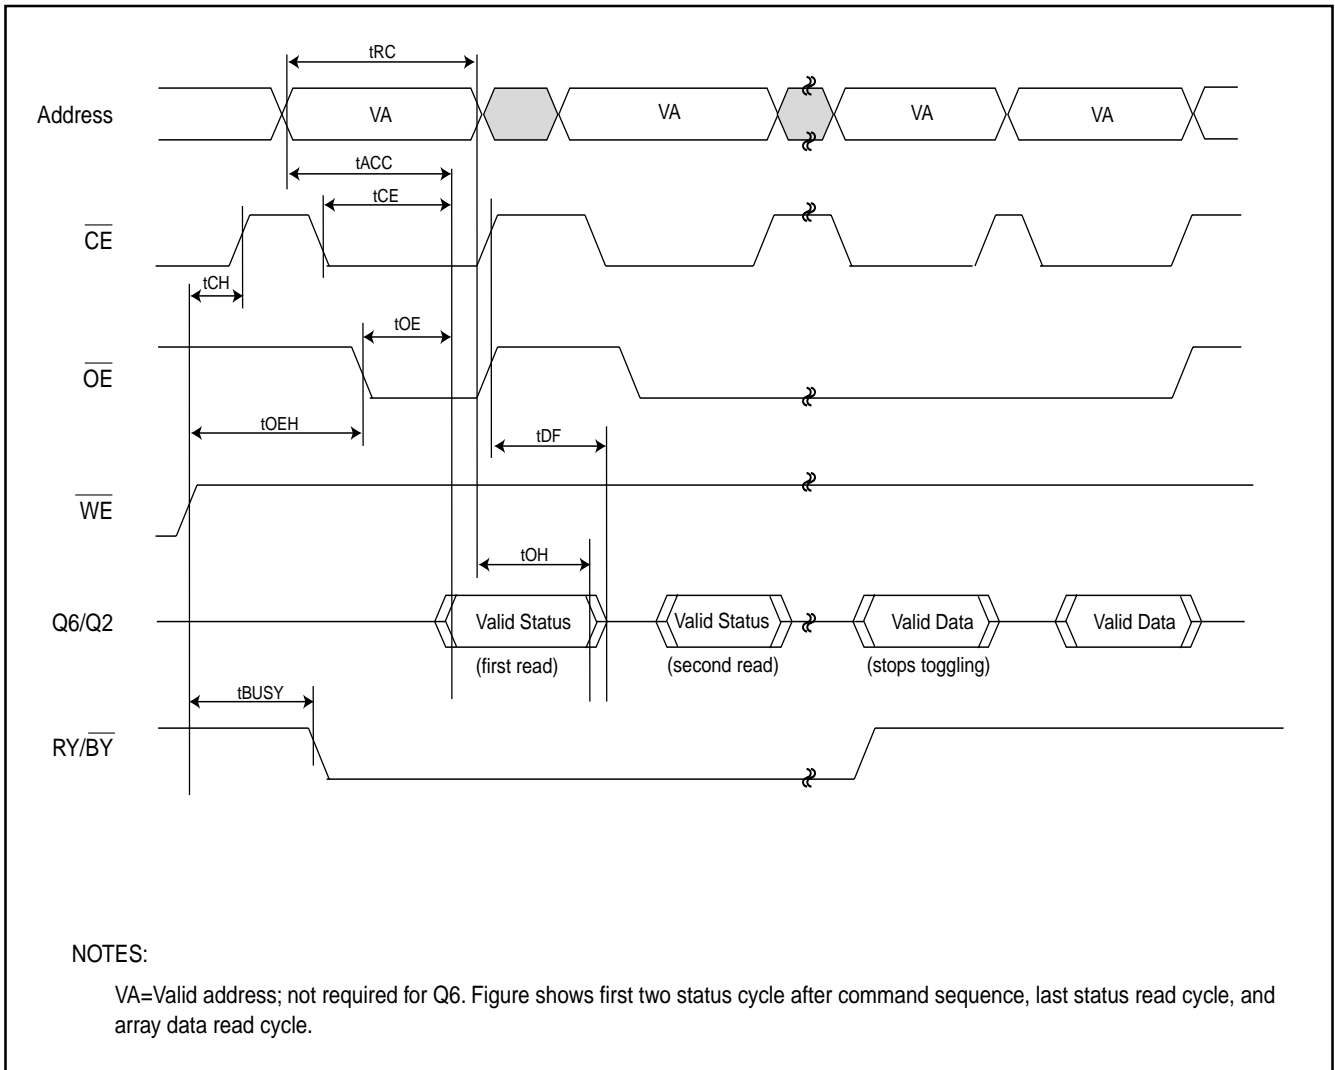 tRC
Address
VA
VA
VA
VA
tACC
tCE
CE
tCH
tOE
OE
tOEH
tDF
WE
tOH
Q6/Q2
Valid Status
Valid Status
Valid Data
Valid Data
(first read)
(second read)
(stops toggling)
tBUSY
RY/BY
NOTES:
VA=Valid address; not required for Q6. Figure shows first two status cycle after command sequence, last status read cycle, and
array data read cycle.